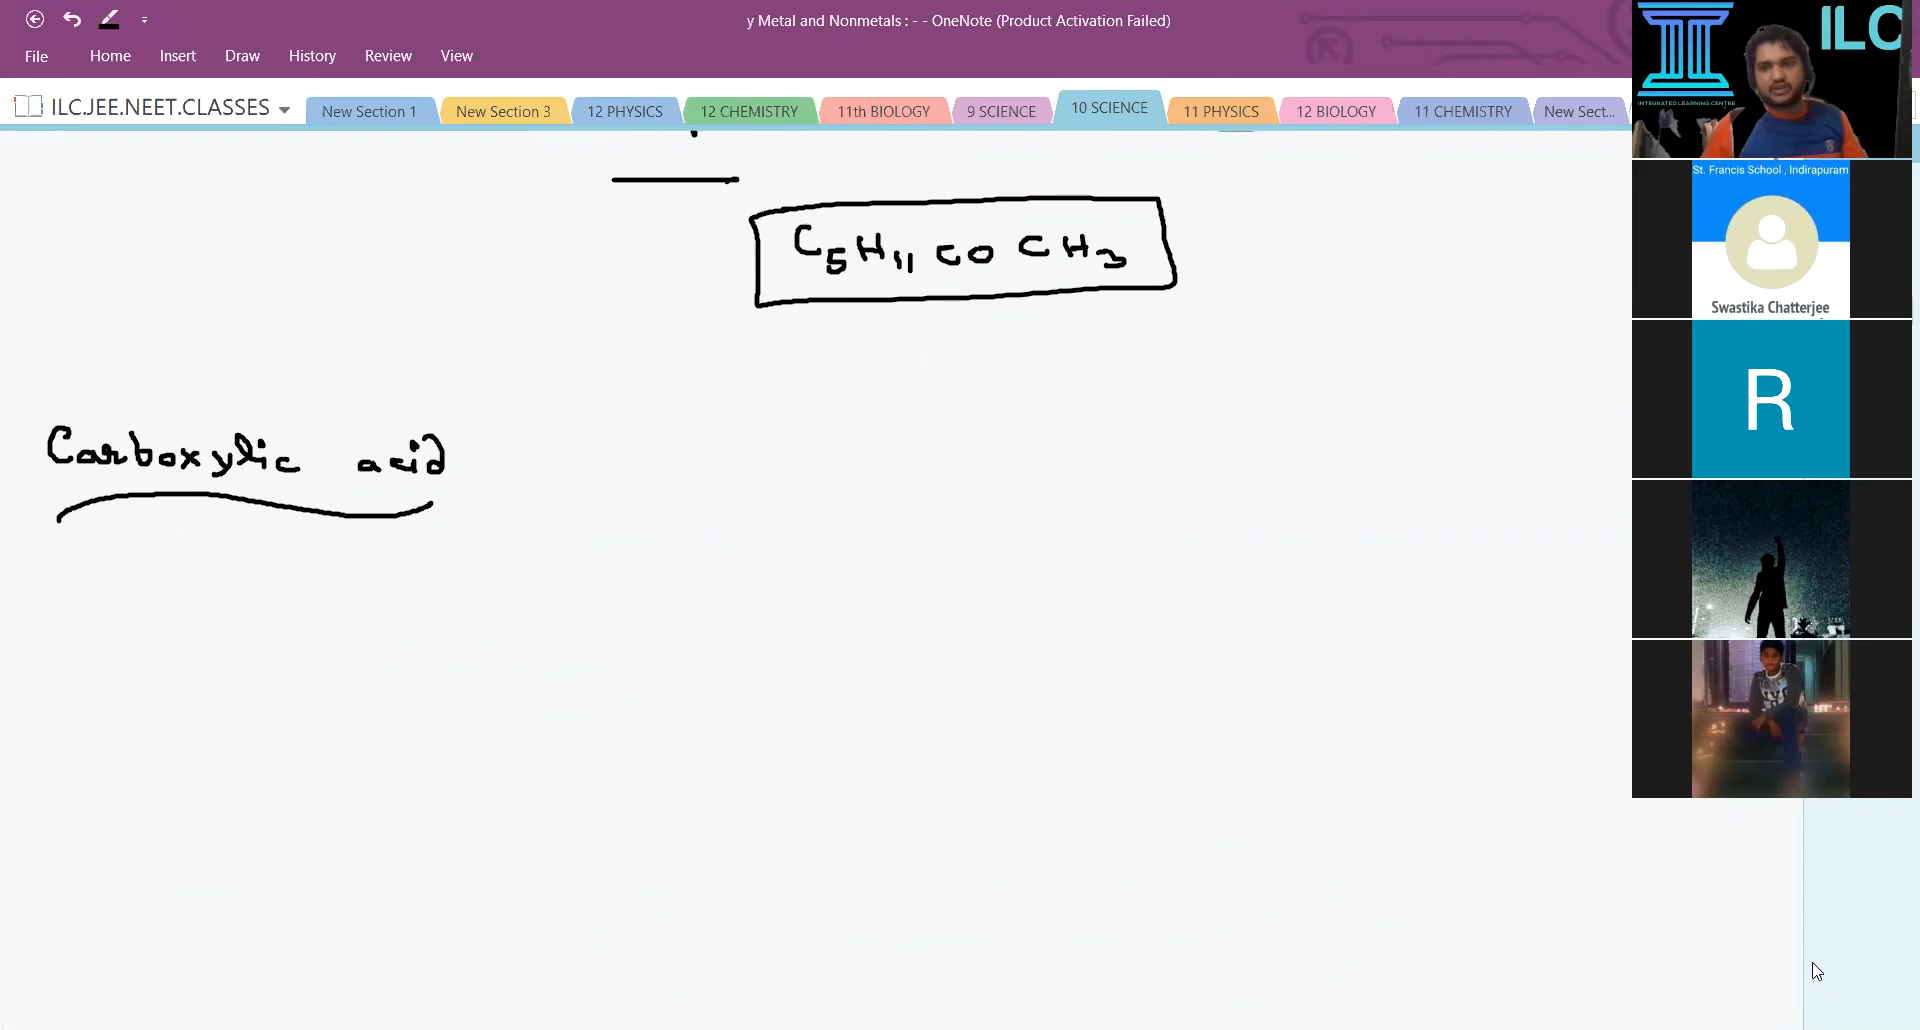 y Metal and Nonmetals : - - OneNote (Product Activation Failed)
File Home Insert Draw History Review View
ILC.JEE.NEET.CLASSES New Section 1 New Section 3 12 PHYSICS 12 CHEMISTRY 11th BIOLOGY 9 SCIENCE 10 SCIENCE 11 PHYSICS 12 BIOLOGY 11 CHEMISTRY New Sect...
ILC
INTEGRATED LEARNING CENTRE
St. Francis School , Indirapuram
Swastika Chatterjee
R
C5H11 CO CH3
Carboxylic acid